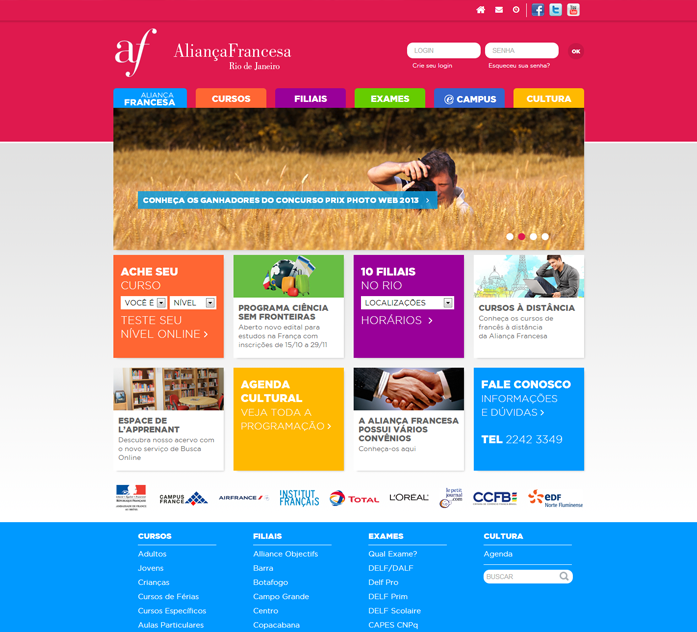 af
AliançaFrancesa
Rio de Janeiro
LOGIN
SENHA
OK
Crie seu login
Esqueceu sua senha?
ALIANÇA
FRANCESA
CURSOS
FILIAIS
EXAMES
CAMPUS
CULTURA
CONHEÇA OS GANHADORES DO CONCURSO PRIX PHOTO WEB 2013 >
ACHE SEU
CURSO
VOCÊ É
NÍVEL
TESTE SEU
NÍVEL ONLINE >
PROGRAMA CIÊNCIA
SEM FRONTEIRAS
Aberto novo edital para
estudos na França com
inscrições de 15/10 a 29/11
10 FILIAIS
NO RIO
LOCALIZAÇÕES
HORÁRIOS >
CURSOS À DISTÂNCIA
Conheça os cursos de
francês à distância
da Aliança Francesa
ESPACE DE
L'APPRENANT
Descubra nosso acervo com
o novo serviço de Busca
Online
AGENDA
CULTURAL
VEJA TODA A
PROGRAMAÇÃO >
A ALIANÇA FRANCESA
POSSUI VÁRIOS
CONVÊNIOS
Conheça-os aqui
FALE CONOSCO
INFORMAÇÕES
E DÚVIDAS >
TEL 2242 3349
CAMPUS
FRANCE
AIRFRANCE
INSTITUT
FRANÇAIS
TOTAL
L'ORÉAL
le petit
journal
.com
CCFB
edf
Norte Fluminense
CURSOS
Adultos
Jovens
Crianças
Cursos de Férias
Cursos Específicos
Aulas Particulares
FILIAIS
Alliance Objectifs
Barra
Botafogo
Campo Grande
Centro
Copacabana
EXAMES
Qual Exame?
DELF/DALF
Delf Pro
DELF Prim
DELF Scolaire
CAPES CNPq
CULTURA
Agenda
BUSCAR